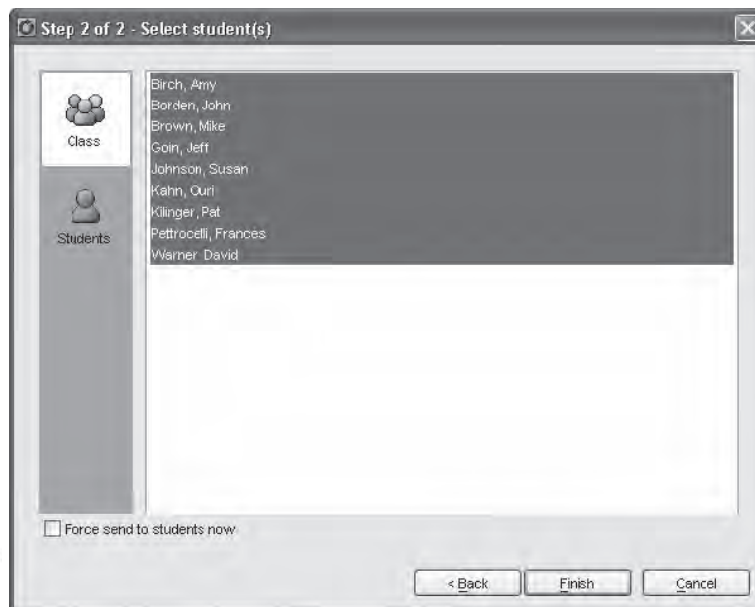 Step 2 of 2 - Select student(s)
Class
Students
Birch, Amy
Borden, John
Brown, Mike
Goin, Jeff
Johnson, Susan
Kahn, Ouri
Kilinger, Pat
Pettrocelli, Frances
Warner David
Force send to students now
< Back
Finish
Cancel